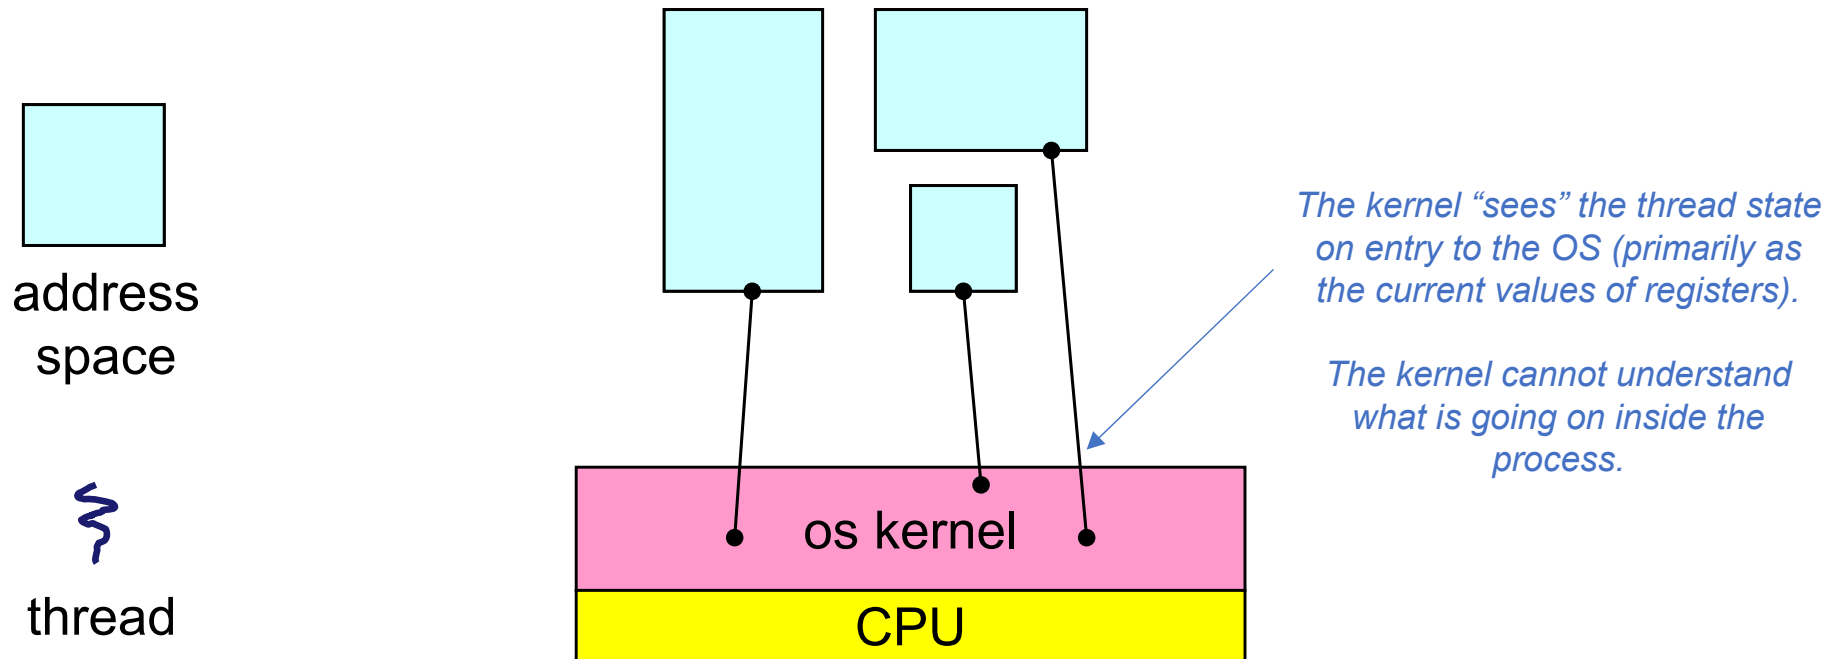 address
space
thread
os kernel
CPU
The kernel “sees” the thread state
on entry to the OS (primarily as
the current values of registers).
The kernel cannot understand
what is going on inside the
process.